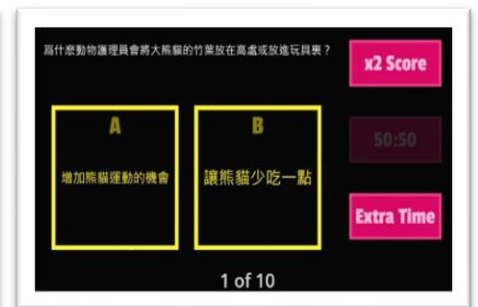 爲什麽動物護理員會將大熊貓的竹葉放在高處或放進玩具裏？
x2 Score
A
增加熊貓運動的機會
B
讓熊貓少吃一點
50:50
Extra Time
1 of 10